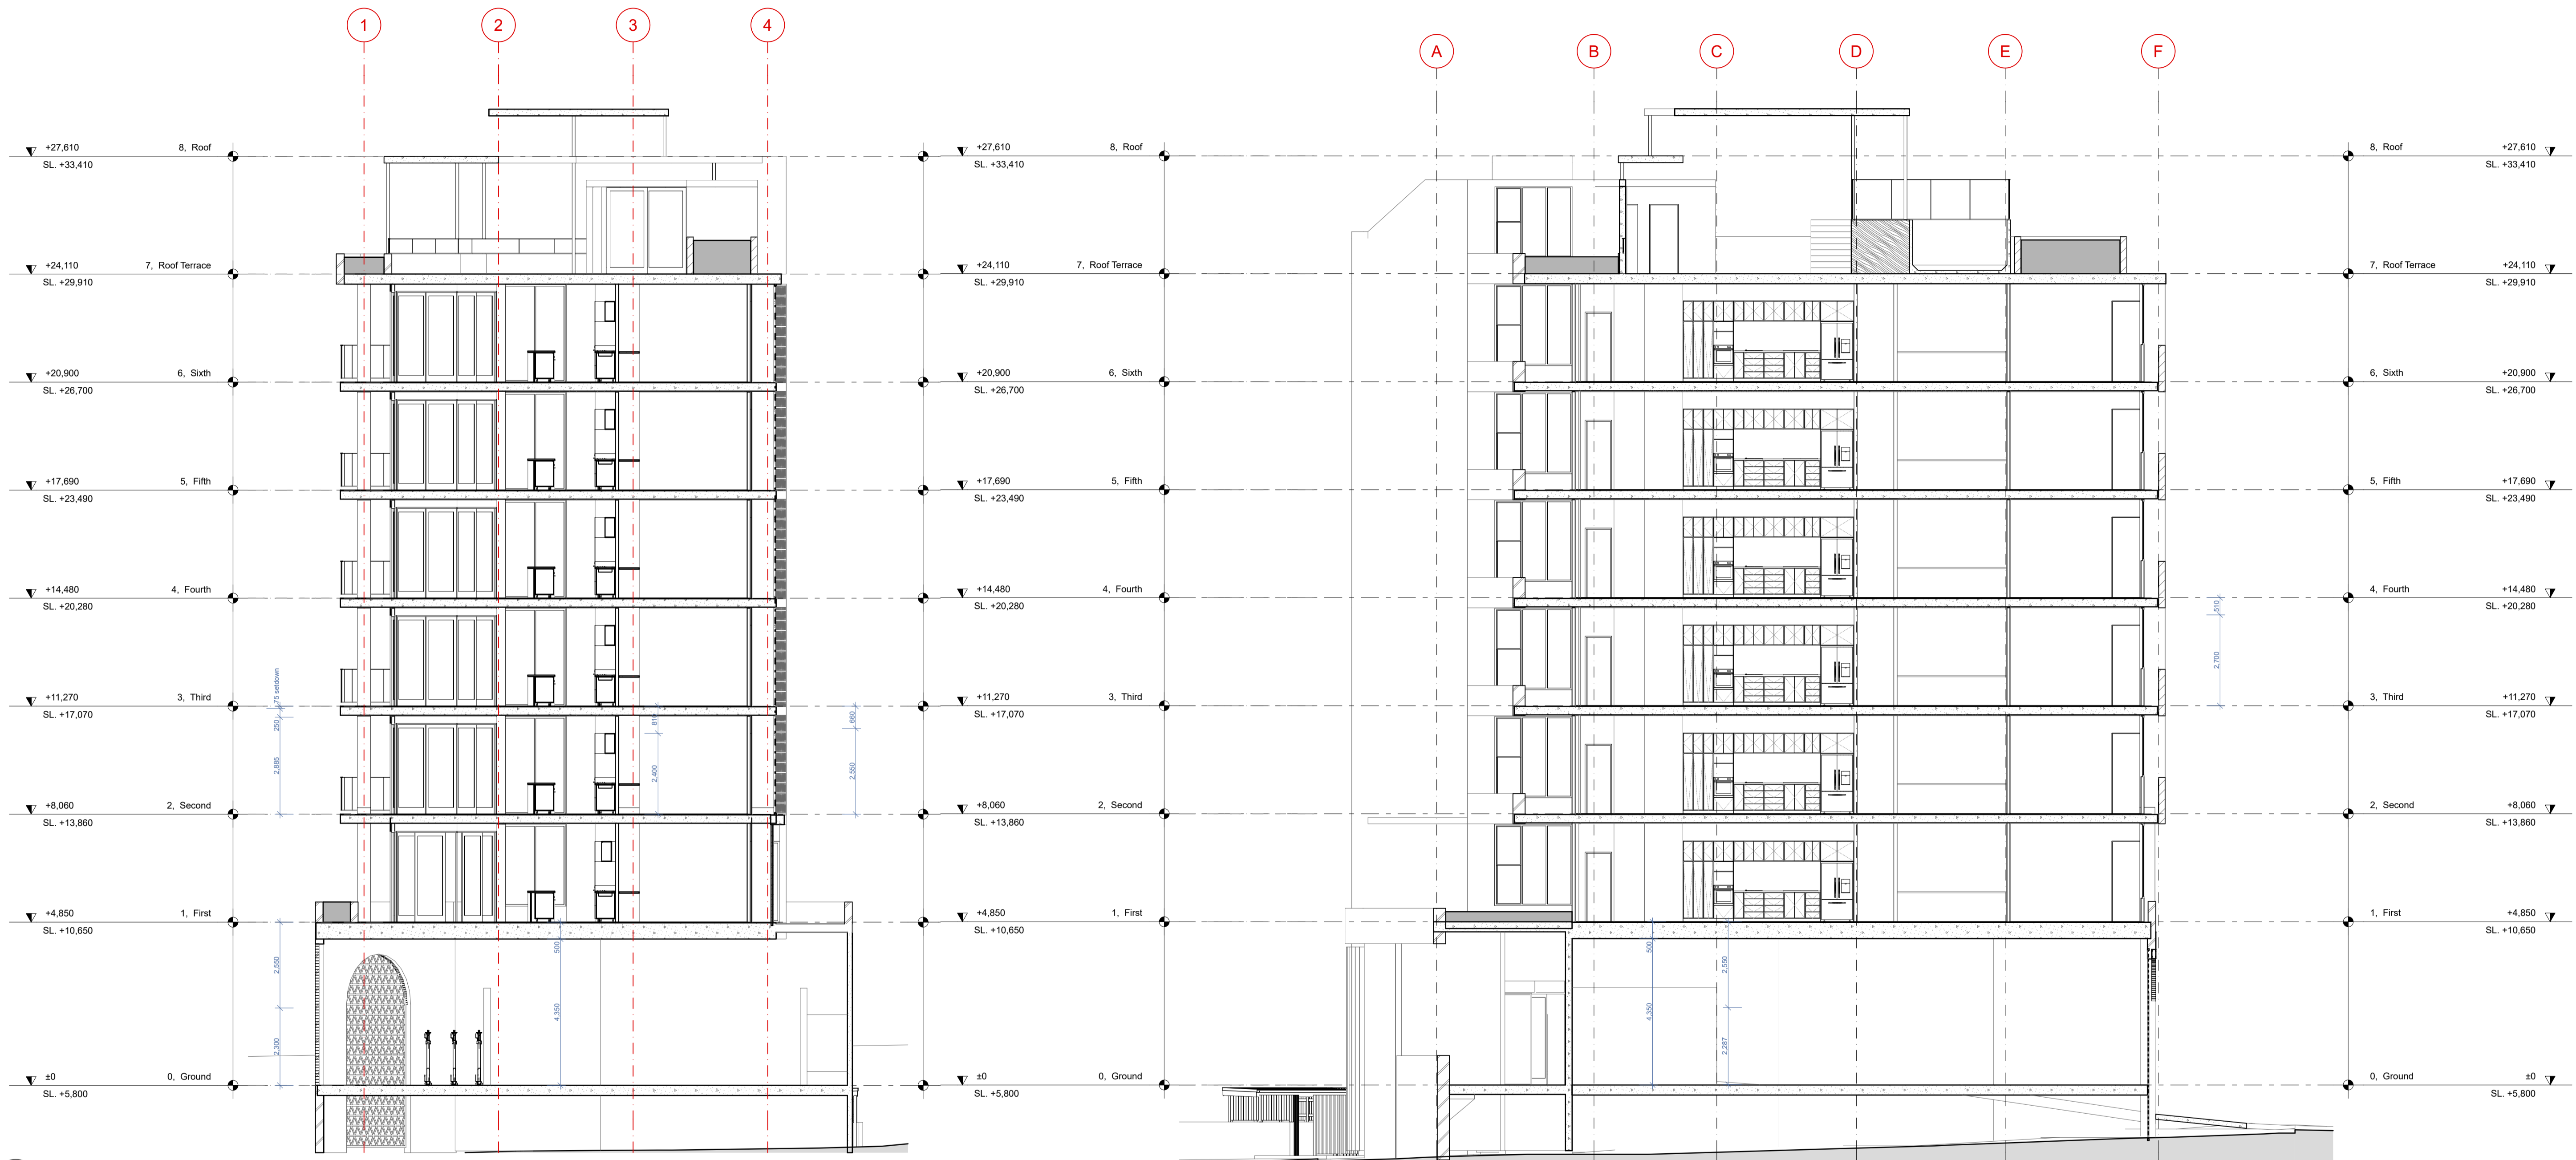 1 2 3 4
A B C D E F
+27,610 8, Roof
SL. +33,410
+24,110 7, Roof Terrace
SL. +29,910
+20,900 6, Sixth
SL. +26,700
+17,690 5, Fifth
SL. +23,490
+14,480 4, Fourth
SL. +20,280
+11,270 3, Third
SL. +17,070
+8,060 2, Second
SL. +13,860
+4,850 1, First
SL. +10,650
±0 0, Ground
SL. +5,800
175 setdown
250
2,885
2,550
2,300
500
4,350
810
2,400
660
2,550
+27,610 8, Roof
SL. +33,410
+24,110 7, Roof Terrace
SL. +29,910
+20,900 6, Sixth
SL. +26,700
+17,690 5, Fifth
SL. +23,490
+14,480 4, Fourth
SL. +20,280
+11,270 3, Third
SL. +17,070
+8,060 2, Second
SL. +13,860
+4,850 1, First
SL. +10,650
±0 0, Ground
SL. +5,800
500
4,350
2,550
2,287
510
2,700
8, Roof +27,610
SL. +33,410
7, Roof Terrace +24,110
SL. +29,910
6, Sixth +20,900
SL. +26,700
5, Fifth +17,690
SL. +23,490
4, Fourth +14,480
SL. +20,280
3, Third +11,270
SL. +17,070
2, Second +8,060
SL. +13,860
1, First +4,850
SL. +10,650
0, Ground ±0
SL. +5,800